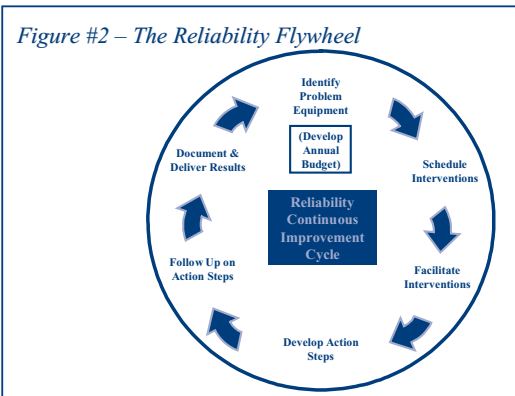 Figure #2 – The Reliability Flywheel
Identify
Problem
Equipment
(Develop
Annual
Budget)
Schedule
Interventions
Facilitate
Interventions
Develop Action
Steps
Follow Up on
Action Steps
Document &
Deliver Results
Reliability
Continuous
Improvement
Cycle